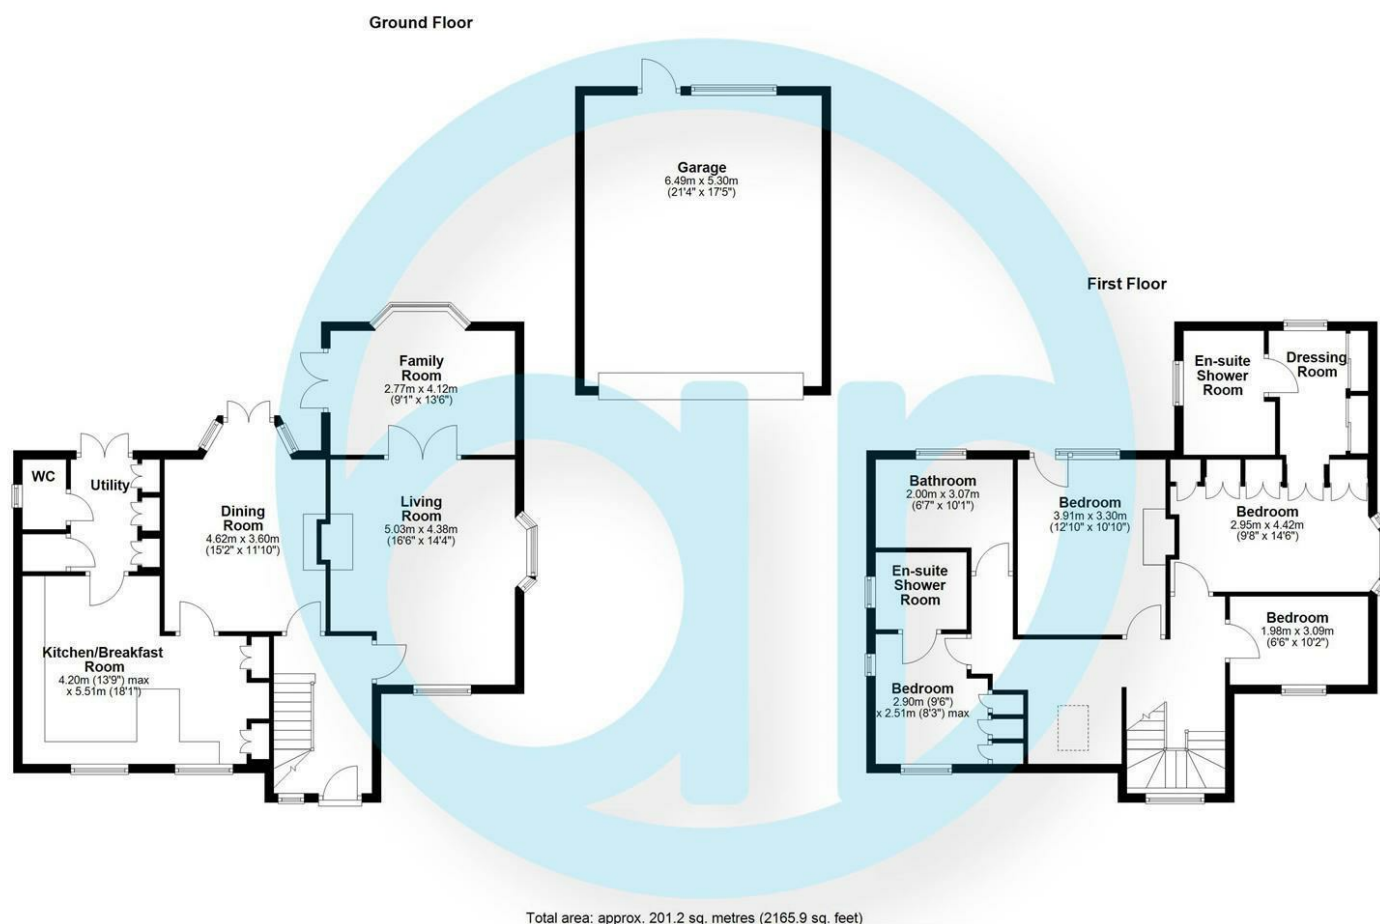 Ground Floor
Garage
6.49m x 5.30m
(21'4" x 17'5")
Family
Room
2.77m x 4.12m
(9'1" x 13'6")
WC
Utility
Dining
Room
4.62m x 3.60m
(15'2" x 11'10")
Living
Room
5.03m x 4.38m
(16'6" x 14'4")
Kitchen/Breakfast
Room
4.20m (13'9") max
x 5.51m (18'1")
First Floor
En-suite
Shower
Room
Dressing
Room
Bathroom
2.00m x 3.07m
(6'7" x 10'1")
Bedroom
3.91m x 3.30m
(12'10" x 10'10")
Bedroom
2.95m x 4.42m
(9'8" x 14'6")
En-suite
Shower
Room
Bedroom
1.98m x 3.09m
(6'6" x 10'2")
Bedroom
2.90m (9'6")
x 2.51m (8'3") max
ar
Total area: approx. 201.2 sq. metres (2165.9 sq. feet)